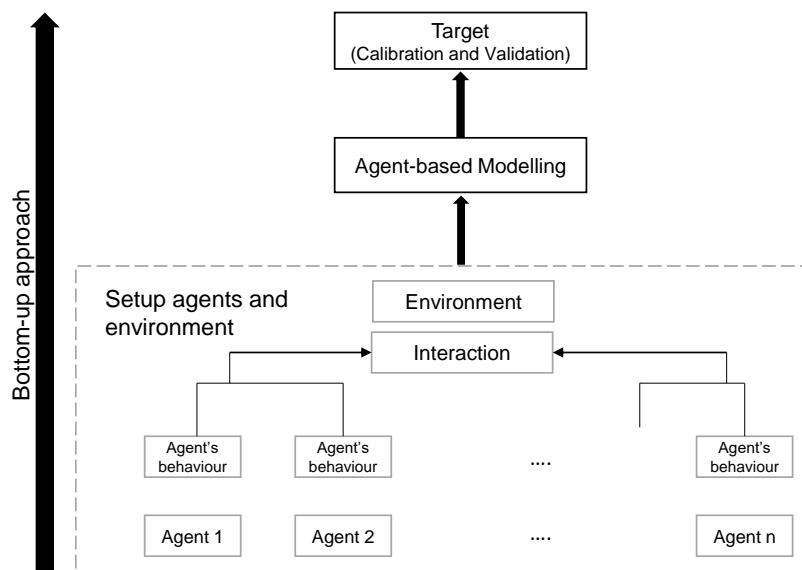 Target
(Calibration and Validation)
Agent-based Modelling
Bottom-up approach
Setup agents and
environment
Environment
Interaction
Agent's
behaviour
Agent's
behaviour
....
Agent's
behaviour
Agent 1
Agent 2
....
Agent n